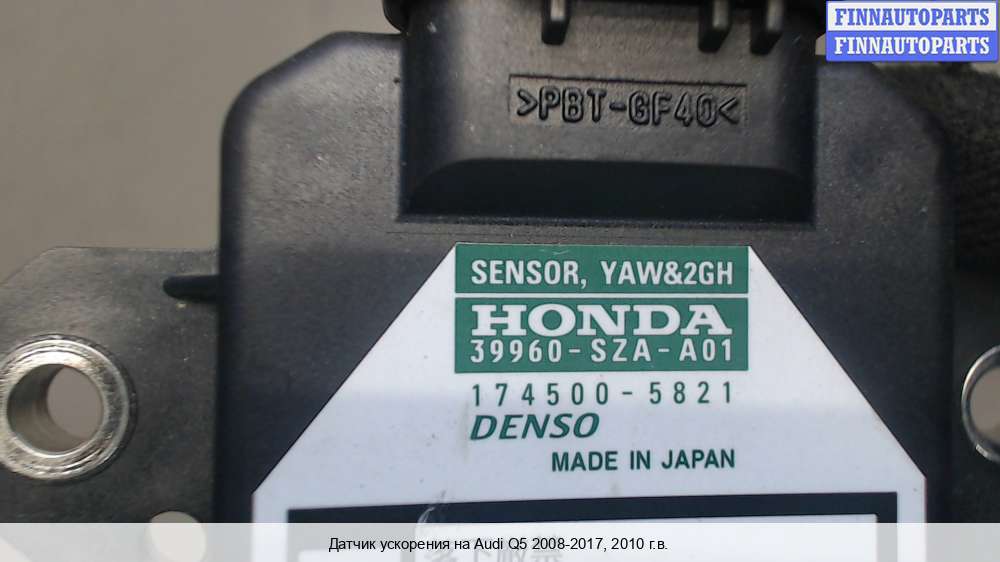 FINNAUTOPARTS
FINNAUTOPARTS
>PBT-GF40<
SENSOR, YAW&2GH
HONDA
39960-SZA-A01
174500-5821
DENSO
MADE IN JAPAN
Датчик ускорения на Audi Q5 2008-2017, 2010 г.в.